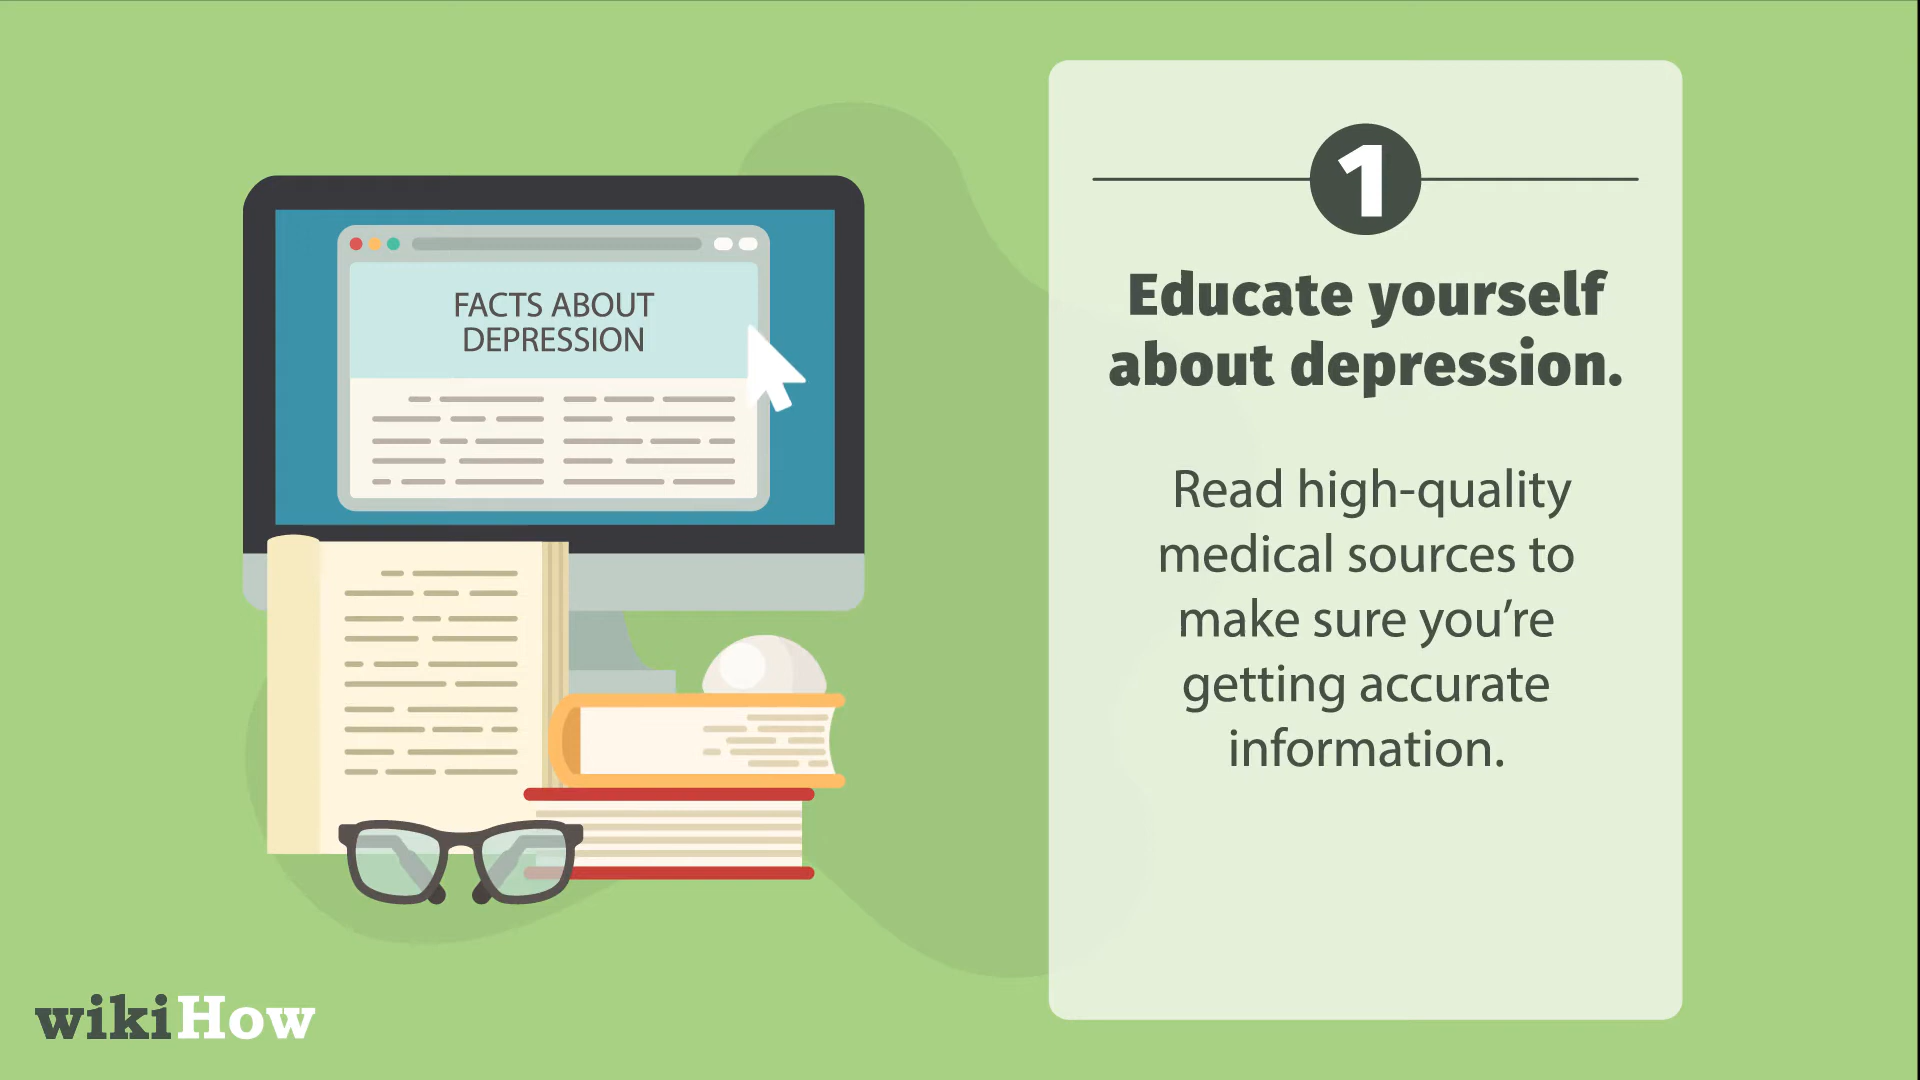 FACTS ABOUT
DEPRESSION
1
Educate yourself
about depression.
Read high-quality
medical sources to
make sure you're
getting accurate
information.
wikiHow